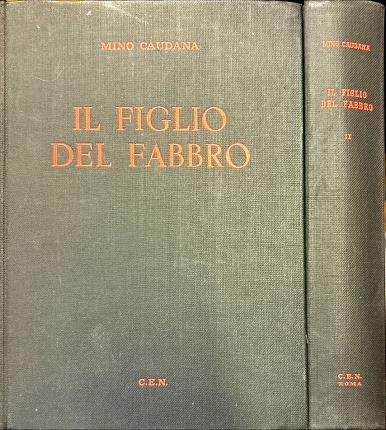 MINO CAUDANA
IL FIGLIO
DEL FABBRO
C.E.N.
MINO CAUDANA
IL FIGLIO
DEL FABBRO
II
C.E.N.
ROMA